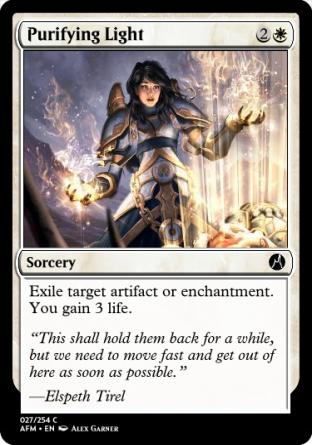 Purifying Light 2
Sorcery
Exile target artifact or enchantment.
You gain 3 life.
“This shall hold them back for a while,
but we need to move fast and get out of
here as soon as possible.”
—Elspeth Tirel
027/254 C
AFM • EN Alex Garner